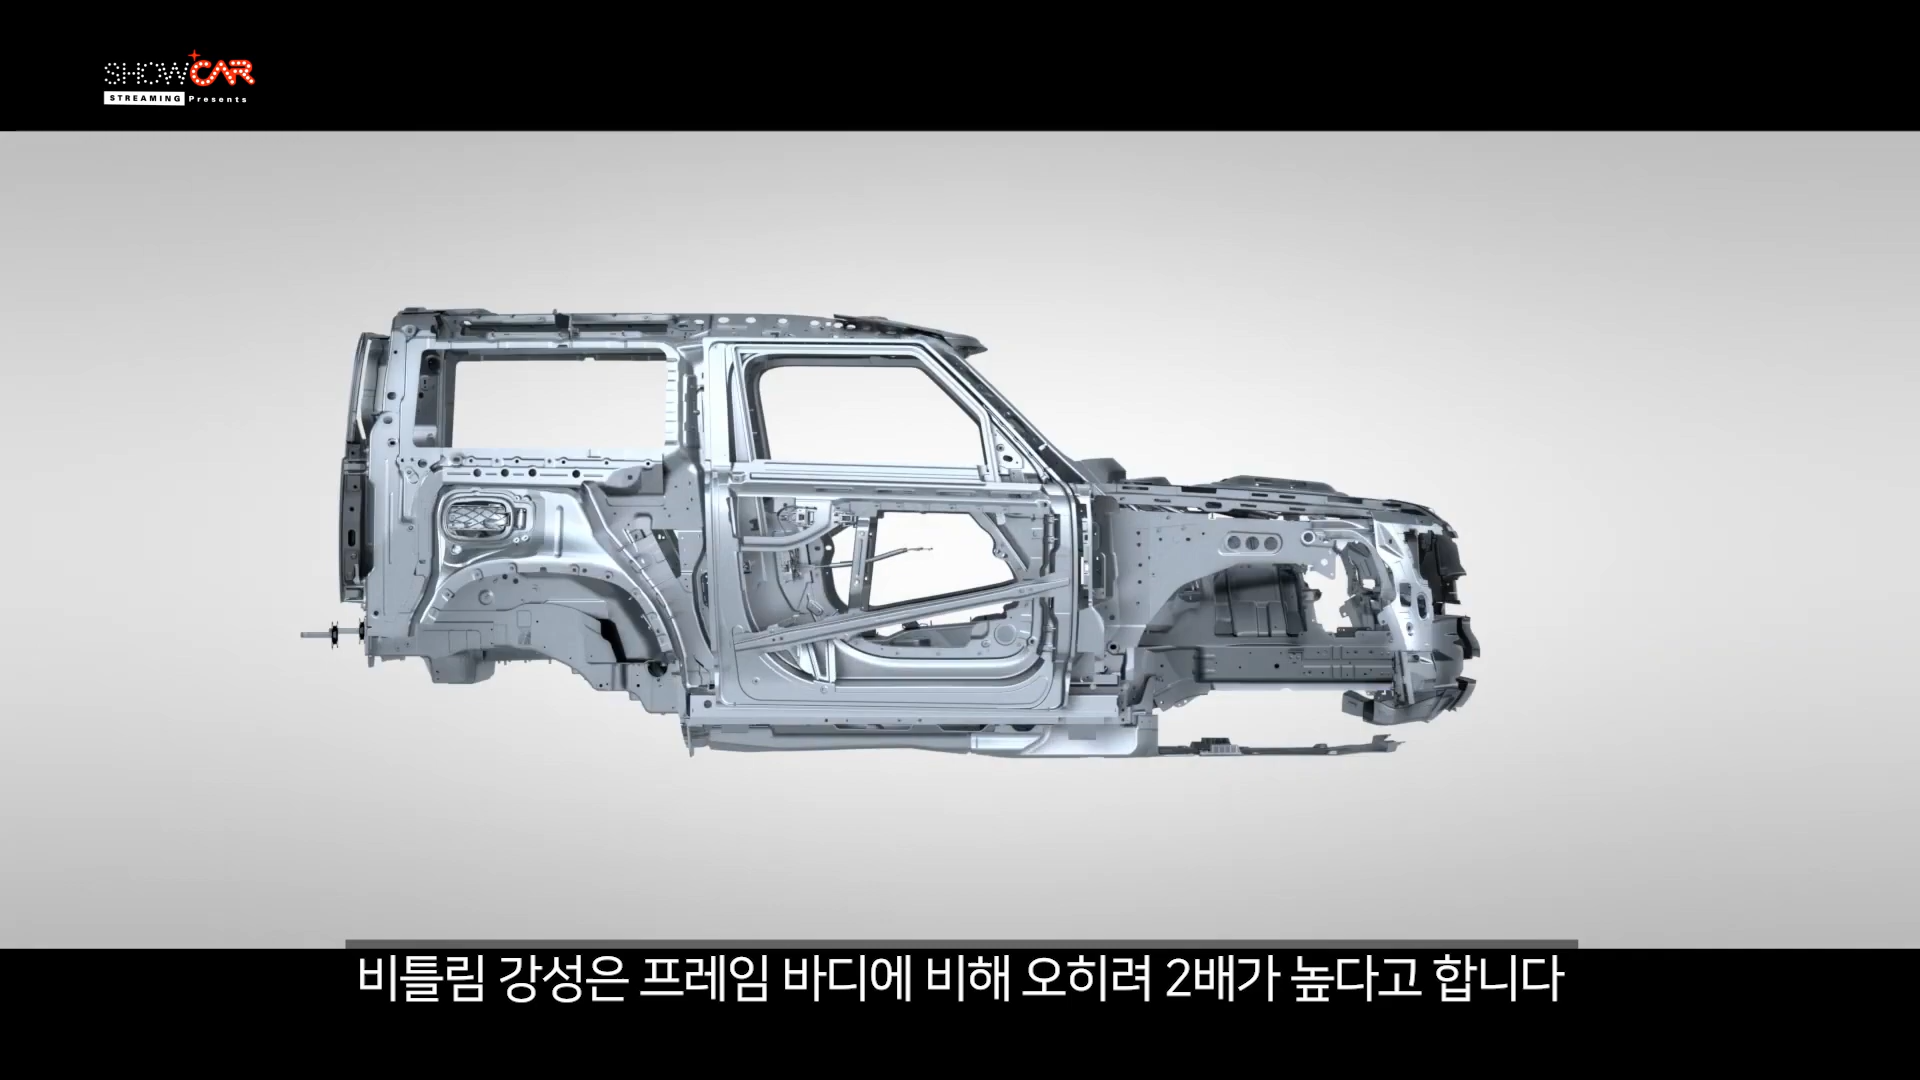 SHOWCAR
STREAMING Presents
비틀림 강성은 프레임 바디에 비해 오히려 2배가 높다고 합니다